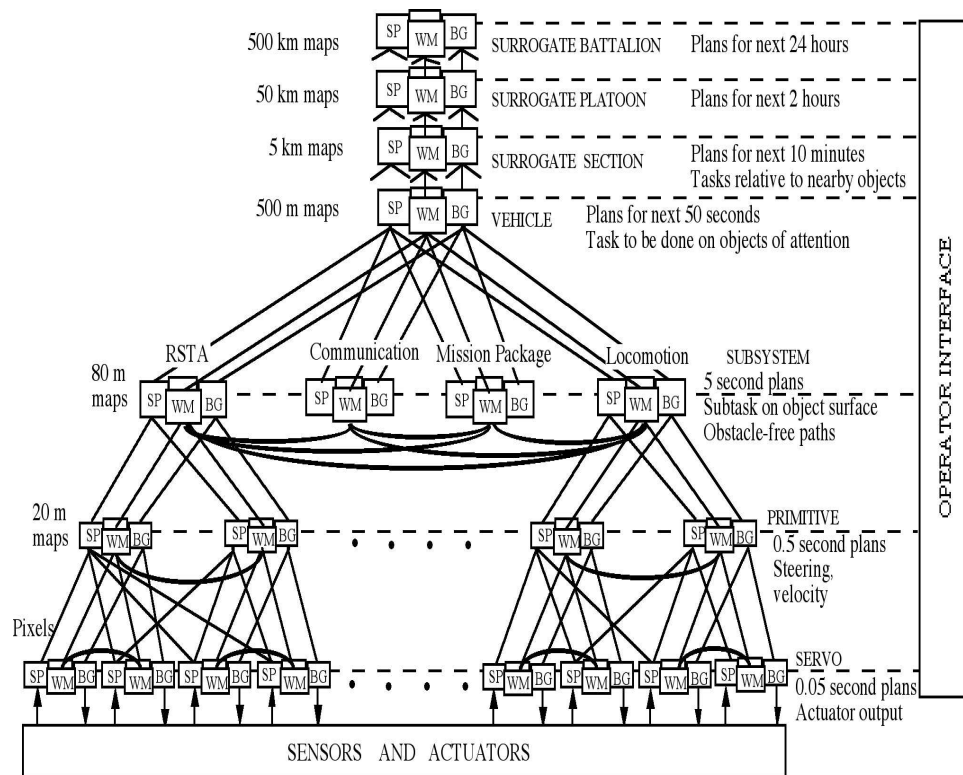 SP WM BG
500 km maps
SURROGATE BATTALION
Plans for next 24 hours
SP WM BG
50 km maps
SURROGATE PLATOON
Plans for next 2 hours
SP WM BG
5 km maps
SURROGATE SECTION
Plans for next 10 minutes
Tasks relative to nearby objects
SP WM BG
500 m maps
VEHICLE
Plans for next 50 seconds
Task to be done on objects of attention
OPERATOR INTERFACE
RSTA
Communication
Mission Package
Locomotion
SUBSYSTEM
80 m
maps
SP WM BG
SP WM BG
SP WM BG
SP WM BG
5 second plans
Subtask on object surface
Obstacle-free paths
20 m
maps
SP WM BG
SP WM BG
SP WM BG
SP WM BG
PRIMITIVE
0.5 second plans
Steering,
velocity
Pixels
SP WM BG
SP WM BG
SP WM BG
SP WM BG
SP WM BG
SP WM BG
SP WM BG
SP WM BG
SERVO
0.05 second plans
Actuator output
SENSORS AND ACTUATORS